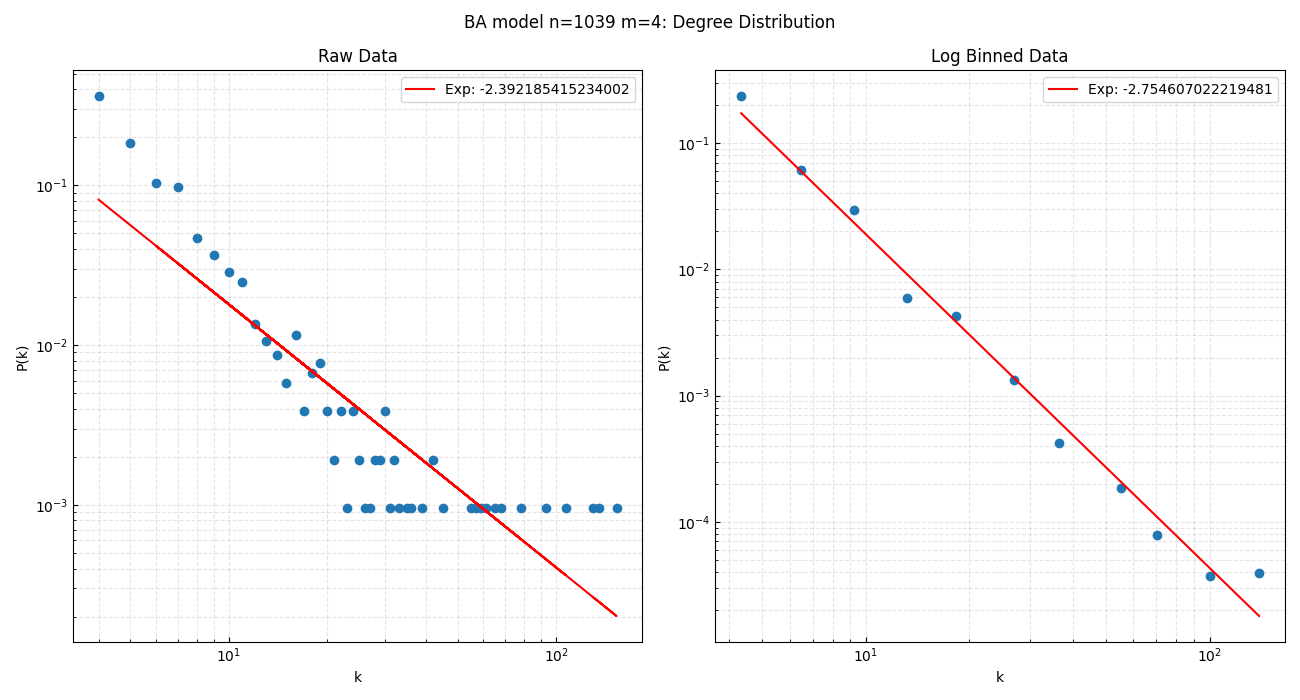 BA model n=1039 m=4: Degree Distribution
Raw Data
Exp: -2.392185415234002
P(k)
10⁻¹
10⁻²
10⁻³
10¹
10²
k
Log Binned Data
Exp: -2.754607022219481
P(k)
10⁻¹
10⁻²
10⁻³
10⁻⁴
10¹
10²
k